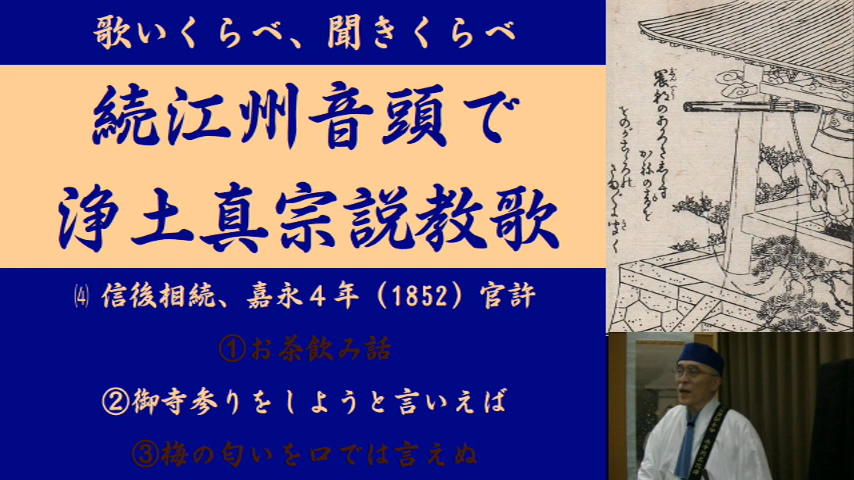 歌いくらべ、聞きくらべ
続江州音頭で
浄土真宗説教歌
⑷ 信後相続、嘉永４年（1852）官許
①お茶飲み話
②御寺参りをしようと言いえば
③梅の匂いを口では言えぬ